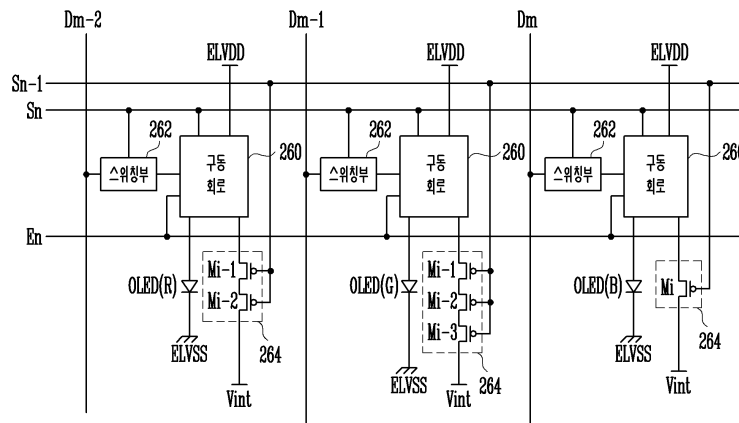 Dm-2 Dm-1 Dm
ELVDD ELVDD ELVDD
Sn-1
Sn
262 262 262
구동 260 구동 260 구동 260
스위칭부 회로 스위칭부 회로 스위칭부 회로
En
Mi-1 Mi-1
OLED(R) OLED(G) OLED(B) Mi
Mi-2 Mi-2
Mi-3
264
ELVSS 264 ELVSS
ELVSS 264
Vint Vint Vint